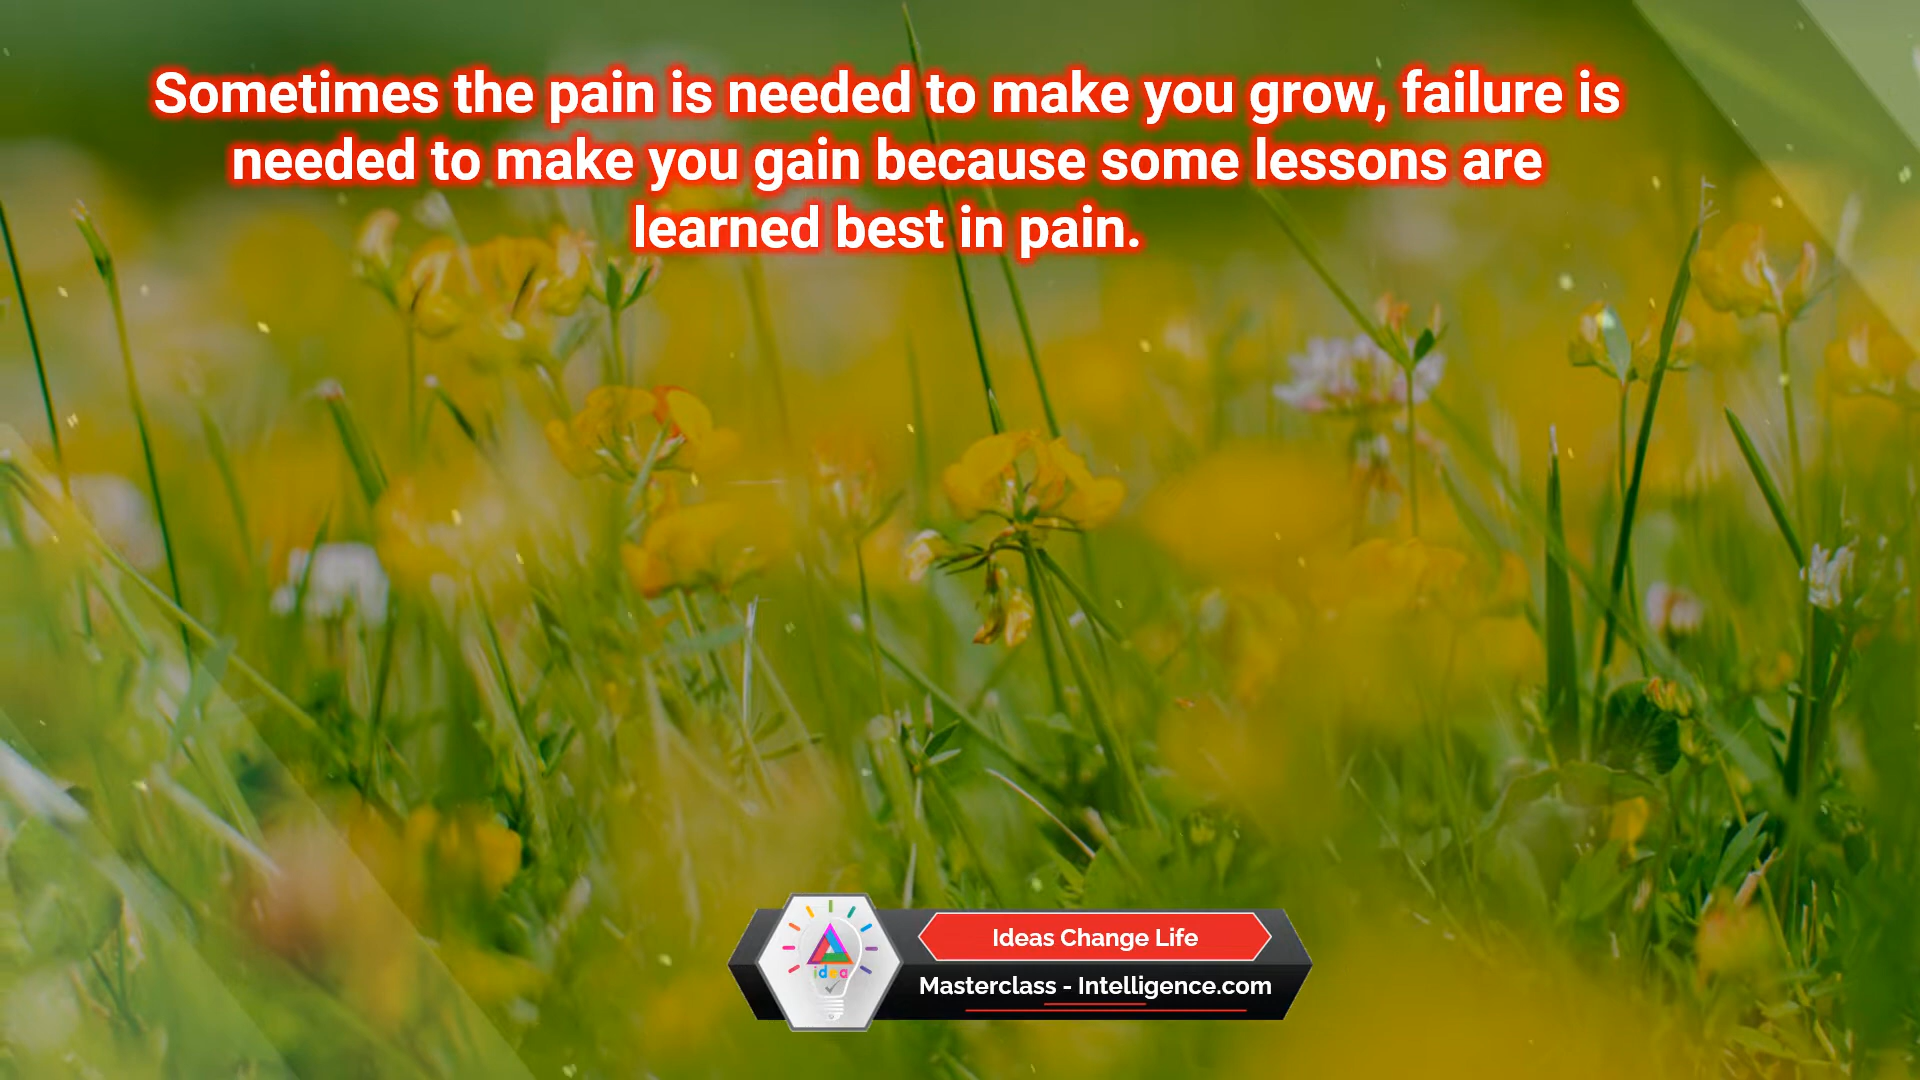 Sometimes the pain is needed to make you grow, failure is
needed to make you gain because some lessons are
learned best in pain.
idea
Ideas Change Life
Masterclass - Intelligence.com